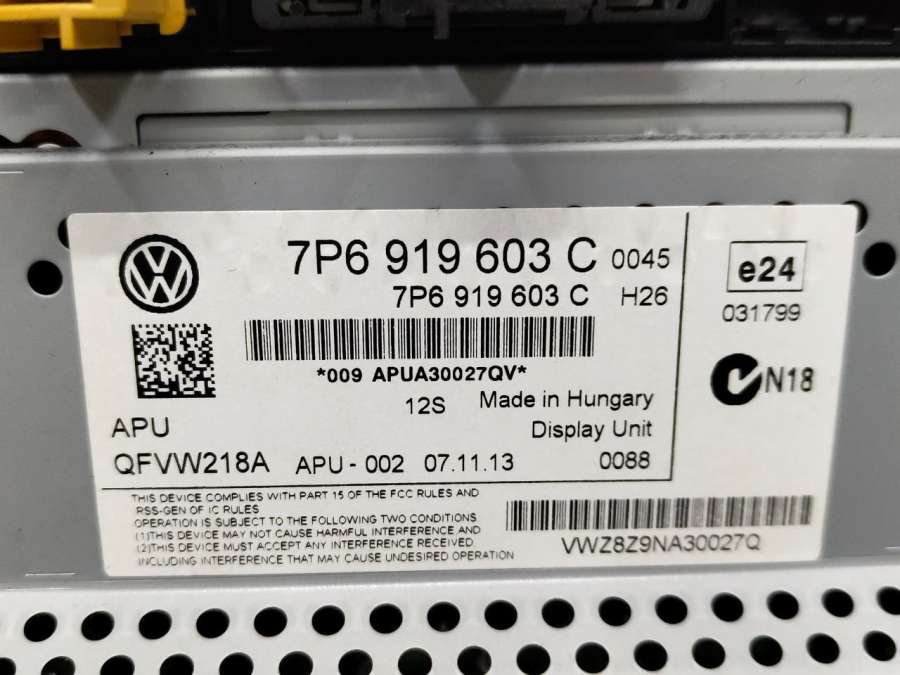 7P6 919 603 C 0045
7P6 919 603 C H26
*009 APUA30027QV*
12S Made in Hungary
APU Display Unit
QFVW218A APU - 002 07.11.13 0088
e24
031799
N18
THIS DEVICE COMPLIES WITH PART 15 OF THE FCC RULES AND
RSS-GEN OF IC RULES
OPERATION IS SUBJECT TO THE FOLLOWING TWO CONDITIONS
(1)THIS DEVICE MAY NOT CAUSE HARMFUL INTERFERENCE AND
(2)THIS DEVICE MUST ACCEPT ANY INTERFERENCE RECEIVED
INCLUDING INTERFERENCE THAT MAY CAUSE UNDESIRED OPERATION
VWZ8Z9NA30027Q